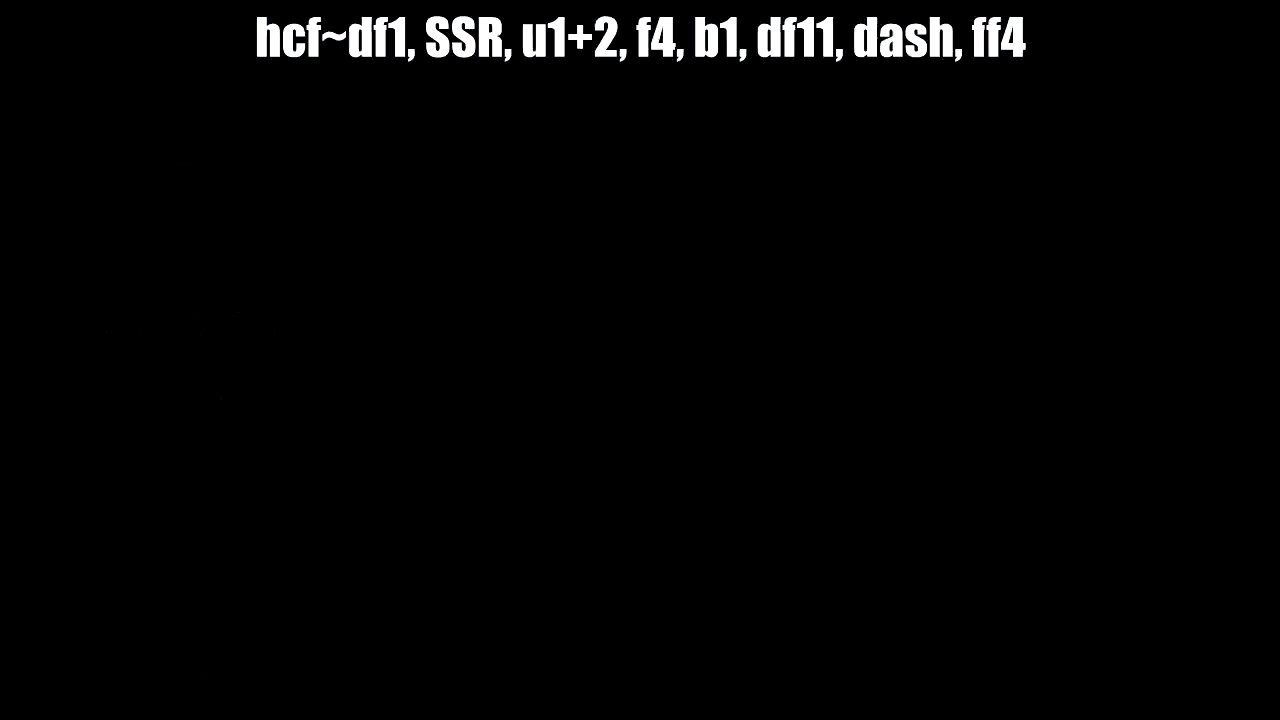 hcf~df1, SSR, u1+2, f4, b1, df11, dash, ff4